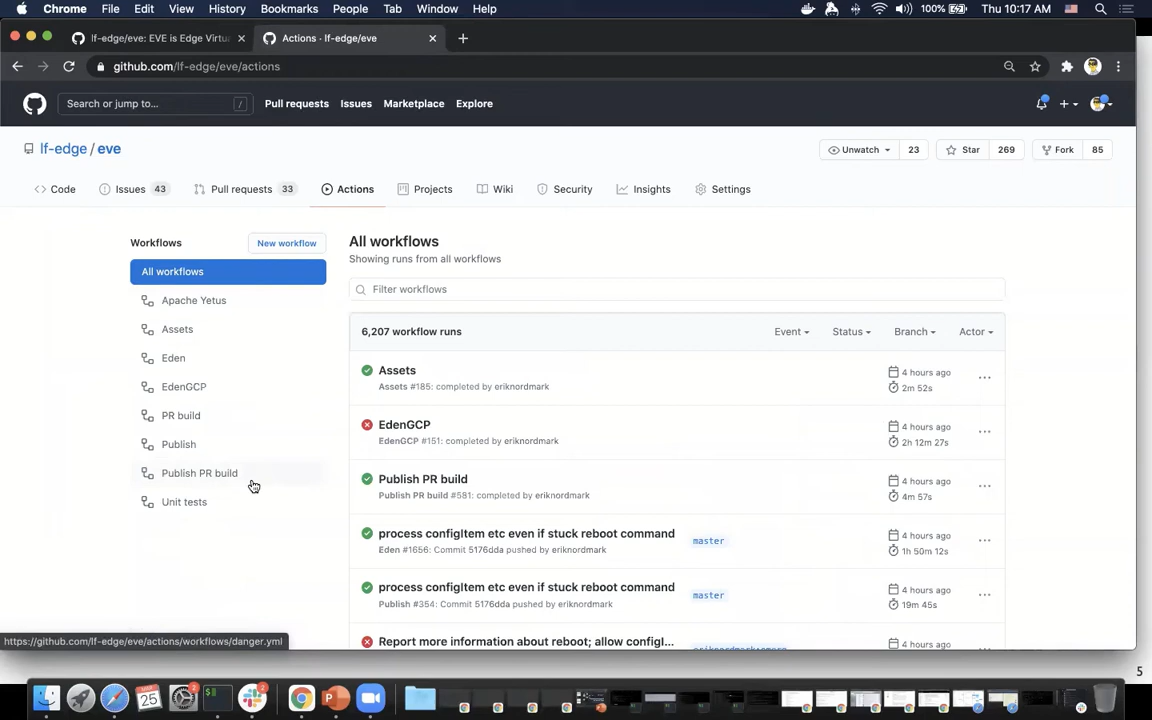 Chrome File Edit View History Bookmarks People Tab Window Help 100% Thu 10:17 AM
lf-edge/eve: EVE is Edge Virtu Actions · lf-edge/eve
github.com/lf-edge/eve/actions
Search or jump to... / Pull requests Issues Marketplace Explore
lf-edge / eve Unwatch 23 Star 269 Fork 85
Code Issues 43 Pull requests 33 Actions Projects Wiki Security Insights Settings
Workflows New workflow
All workflows
Apache Yetus
Assets
Eden
EdenGCP
PR build
Publish
Publish PR build
Unit tests
All workflows
Showing runs from all workflows
Filter workflows
6,207 workflow runs Event Status Branch Actor
Assets 4 hours ago
Assets #185: completed by eriknordmark 2m 52s
EdenGCP 4 hours ago
EdenGCP #151: completed by eriknordmark 2h 12m 27s
Publish PR build 4 hours ago
Publish PR build #581: completed by eriknordmark 4m 57s
process configItem etc even if stuck reboot command master 4 hours ago
Eden #1656: Commit 5176dda pushed by eriknordmark 1h 50m 12s
process configItem etc even if stuck reboot command master 4 hours ago
Publish #354: Commit 5176dda pushed by eriknordmark 19m 45s
Report more information about reboot; allow configI... 4 hours ago
https://github.com/lf-edge/eve/actions/workflows/danger.yml
5